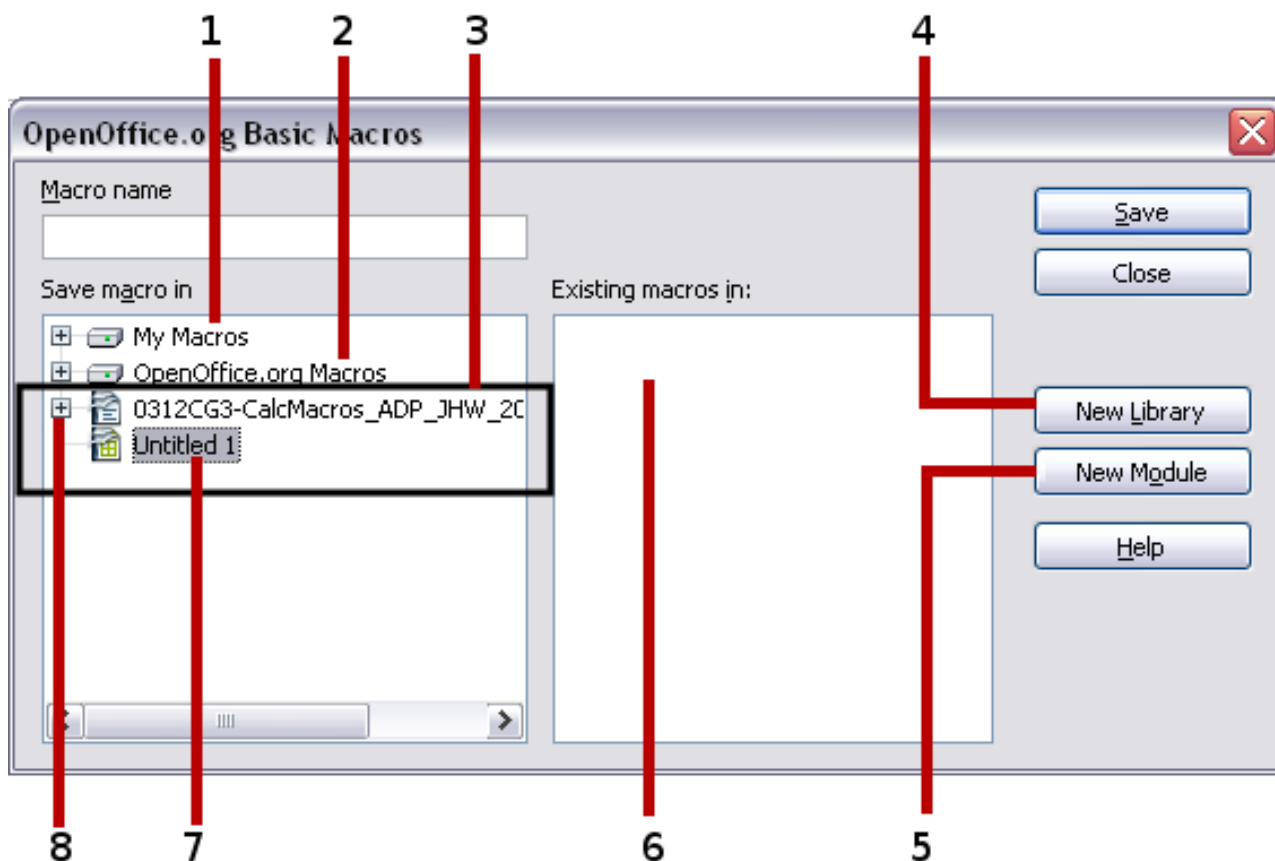 1 2 3 4
OpenOffice.org Basic Macros
Macro name
Save
Close
Save macro in
Existing macros in:
My Macros
OpenOffice.org Macros
0312CG3-CalcMacros_ADP_JHW_20
Untitled 1
New Library
New Module
Help
8 7 6 5